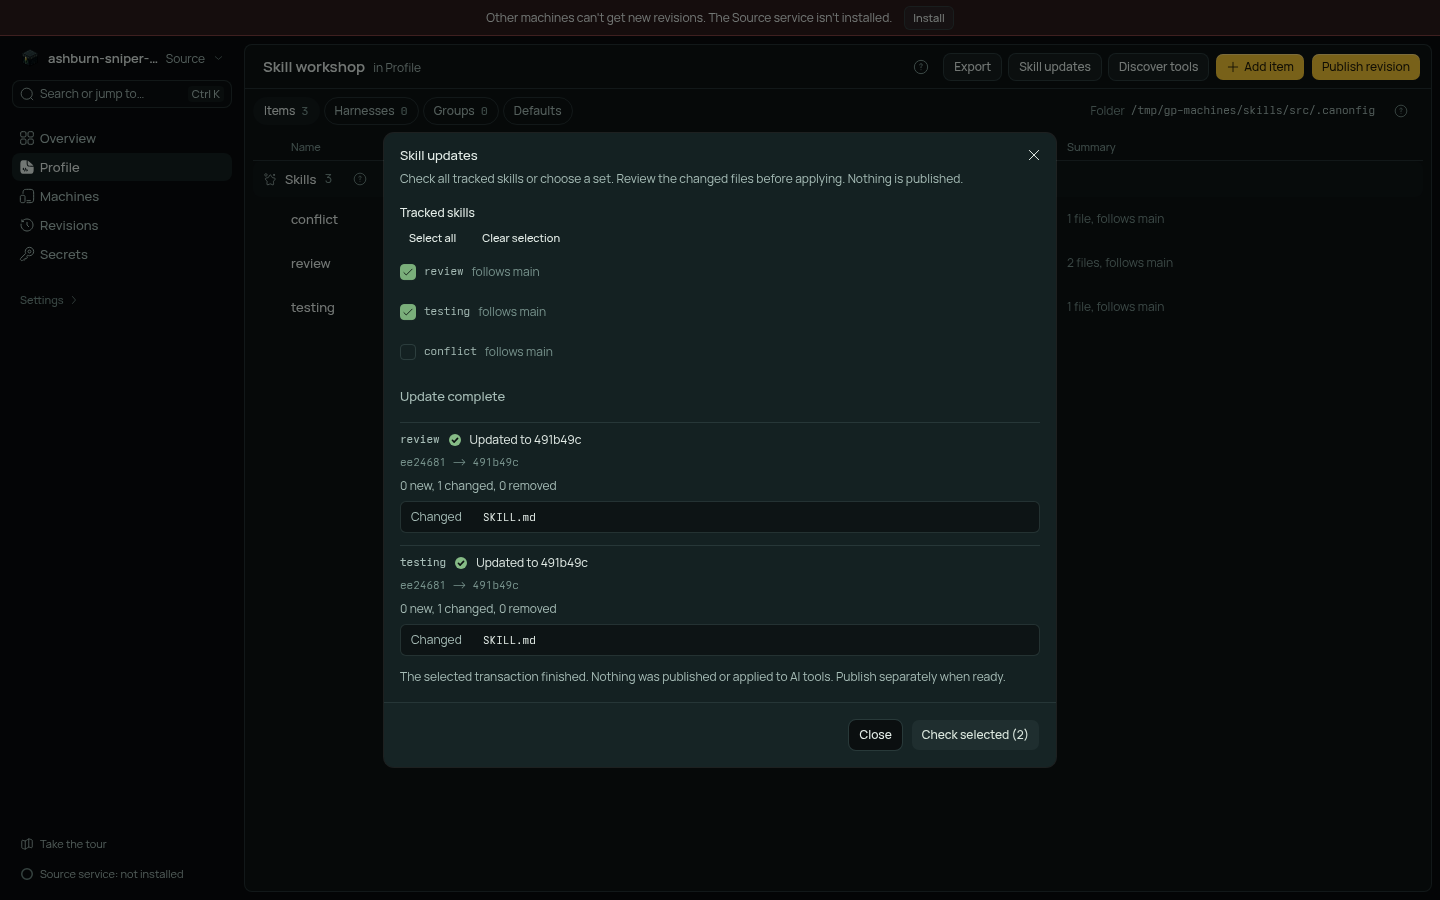 Other machines can't get new revisions. The Source service isn't installed. Install
ashburn-sniper-... Source
Search or jump to... Ctrl K
Overview
Profile
Machines
Revisions
Secrets
Settings
Take the tour
Source service: not installed
Skill workshop in Profile
Export Skill updates Discover tools Add item Publish revision
Items 3 Harnesses 0 Groups 0 Defaults
Folder /tmp/gp-machines/skills/src/.canonfig
Name Summary
Skills 3
conflict 1 file, follows main
review 2 files, follows main
testing 1 file, follows main
Skill updates
Check all tracked skills or choose a set. Review the changed files before applying. Nothing is published.
Tracked skills
Select all Clear selection
review follows main
testing follows main
conflict follows main
Update complete
review Updated to 491b49c
ee24681 → 491b49c
0 new, 1 changed, 0 removed
Changed SKILL.md
testing Updated to 491b49c
ee24681 → 491b49c
0 new, 1 changed, 0 removed
Changed SKILL.md
The selected transaction finished. Nothing was published or applied to AI tools. Publish separately when ready.
Close Check selected (2)